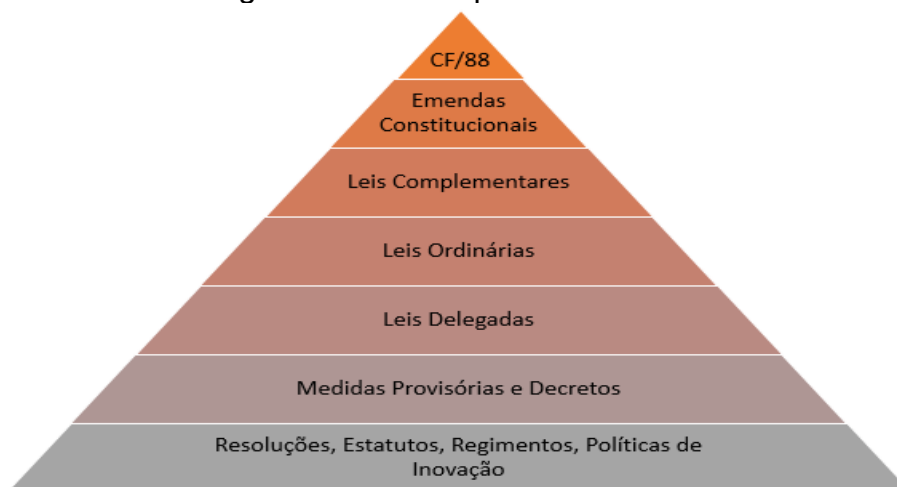 CF/88
Emendas
Constitucionais
Leis Complementares
Leis Ordinárias
Leis Delegadas
Medidas Provisórias e Decretos
Resoluções, Estatutos, Regimentos, Políticas de
Inovação